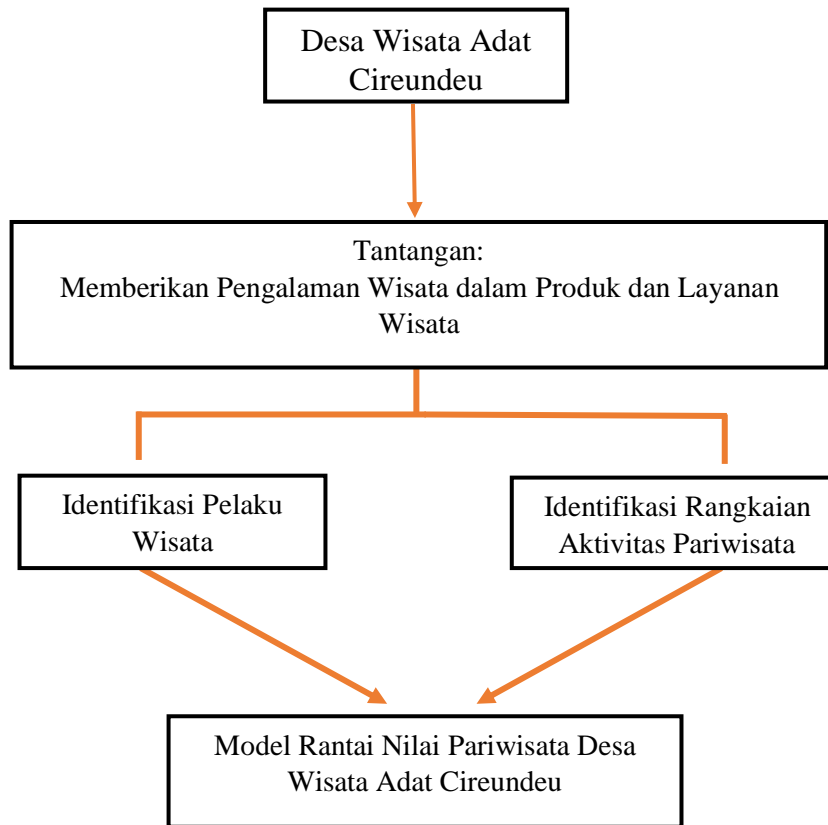 Desa Wisata Adat
Cireundeu
Tantangan:
Memberikan Pengalaman Wisata dalam Produk dan Layanan
Wisata
Identifikasi Pelaku
Wisata
Identifikasi Rangkaian
Aktivitas Pariwisata
Model Rantai Nilai Pariwisata Desa
Wisata Adat Cireundeu